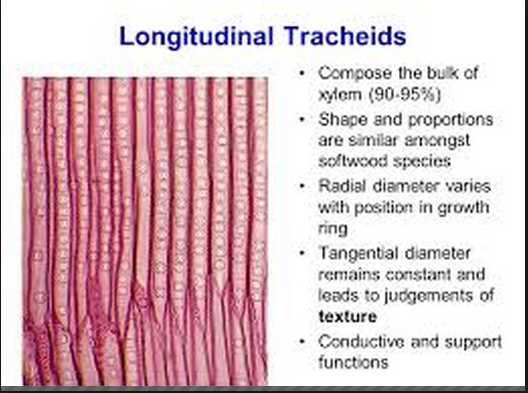 Longitudinal Tracheids
• Compose the bulk of
xylem (90-95%)
• Shape and proportions
are similar amongst
softwood species
• Radial diameter varies
with position in growth
ring
• Tangential diameter
remains constant and
leads to judgements of
texture
• Conductive and support
functions